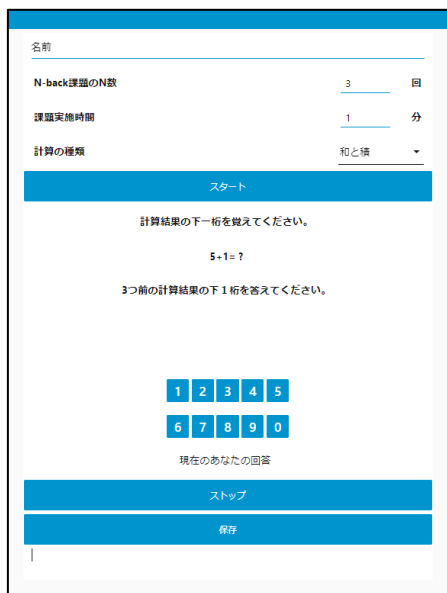 名前
N-back課題のN数 3 回
課題実施時間 1 分
計算の種類 和と積
スタート
計算結果の下一桁を覚えてください。
5+1= ?
3つ前の計算結果の下１桁を答えてください。
1 2 3 4 5
6 7 8 9 0
現在のあなたの回答
ストップ
保存